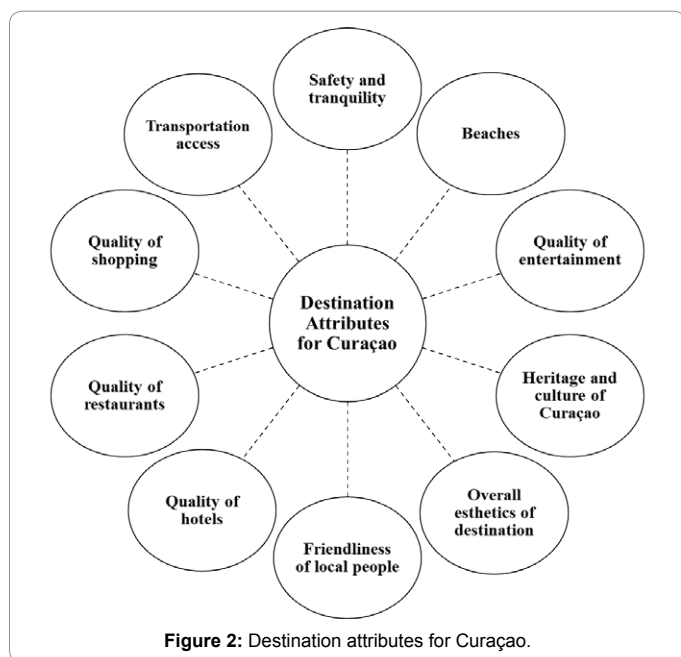 Safety and
tranquility
Transportation
access
Beaches
Quality of
shopping
Quality of
entertainment
Destination
Attributes
for Curaçao
Quality of
restaurants
Heritage and
culture of
Curaçao
Quality of
hotels
Overall
esthetics of
destination
Friendliness
of local people
Figure 2: Destination attributes for Curaçao.